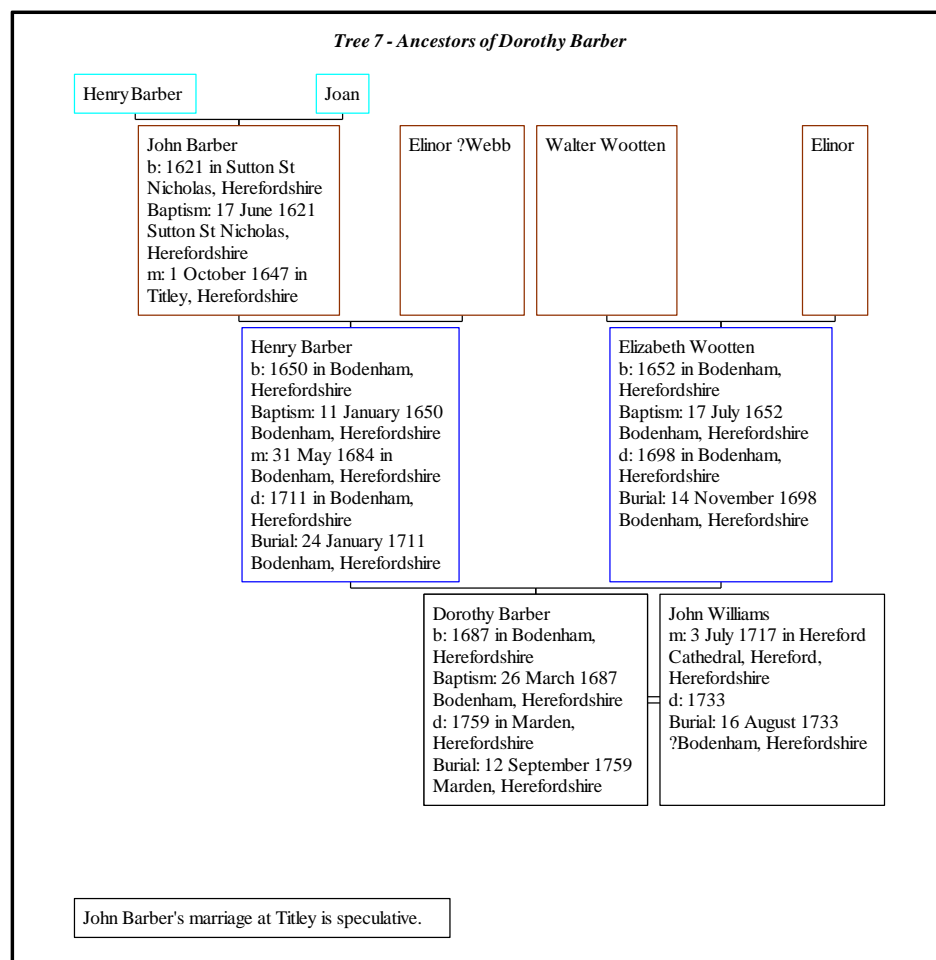 Tree 7 - Ancestors of Dorothy Barber
Henry Barber
Joan
John Barber
b: 1621 in Sutton St
Nicholas, Herefordshire
Baptism: 17 June 1621
Sutton St Nicholas,
Herefordshire
m: 1 October 1647 in
Titley, Herefordshire
Elinor ?Webb
Walter Wootten
Elinor
Henry Barber
b: 1650 in Bodenham,
Herefordshire
Baptism: 11 January 1650
Bodenham, Herefordshire
m: 31 May 1684 in
Bodenham, Herefordshire
d: 1711 in Bodenham,
Herefordshire
Burial: 24 January 1711
Bodenham, Herefordshire
Elizabeth Wootten
b: 1652 in Bodenham,
Herefordshire
Baptism: 17 July 1652
Bodenham, Herefordshire
d: 1698 in Bodenham,
Herefordshire
Burial: 14 November 1698
Bodenham, Herefordshire
Dorothy Barber
b: 1687 in Bodenham,
Herefordshire
Baptism: 26 March 1687
Bodenham, Herefordshire
d: 1759 in Marden,
Herefordshire
Burial: 12 September 1759
Marden, Herefordshire
John Williams
m: 3 July 1717 in Hereford
Cathedral, Hereford,
Herefordshire
d: 1733
Burial: 16 August 1733
?Bodenham, Herefordshire
John Barber's marriage at Titley is speculative.